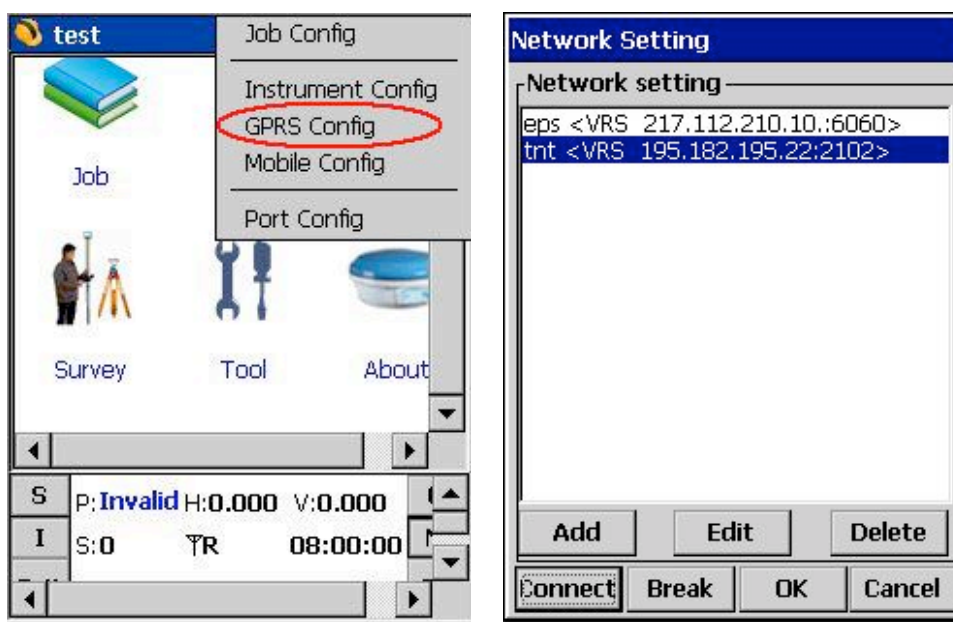 test
Job Config
Instrument Config
GPRS Config
Mobile Config
Port Config
Job
Survey Tool About
S P:Invalid H:0.000 V:0.000
I S:0 R 08:00:00
Network Setting
Network setting
eps <VRS 217.112.210.10.:6060>
tnt <VRS 195.182.195.22:2102>
Add Edit Delete
Connect Break OK Cancel